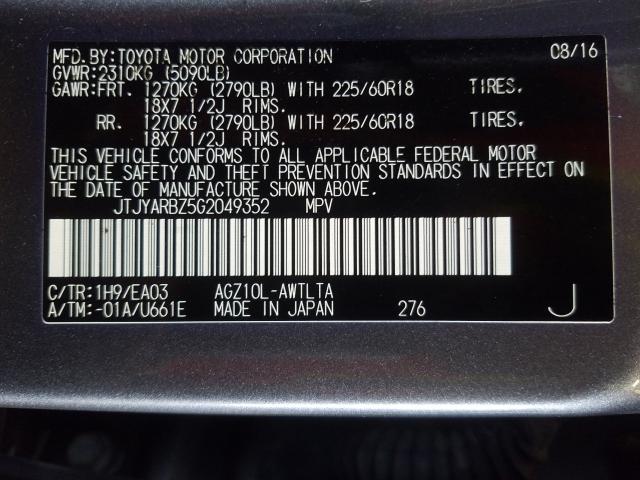 MFD.BY:TOYOTA MOTOR CORPORATION 08/16
GVWR:2310KG (5090LB)
GAWR:FRT. 1270KG (2790LB) WITH 225/60R18 TIRES.
18X7 1/2J RIMS.
RR. 1270KG (2790LB) WITH 225/60R18 TIRES.
18X7 1/2J RIMS.
THIS VEHICLE CONFORMS TO ALL APPLICABLE FEDERAL MOTOR
VEHICLE SAFETY AND THEFT PREVENTION STANDARDS IN EFFECT ON
THE DATE OF MANUFACTURE SHOWN ABOVE.
JTJYARBZ5G2049352 MPV
C/TR:1H9/EA03 AGZ10L-AWTLTA
A/TM:-01A/U661E MADE IN JAPAN 276 J